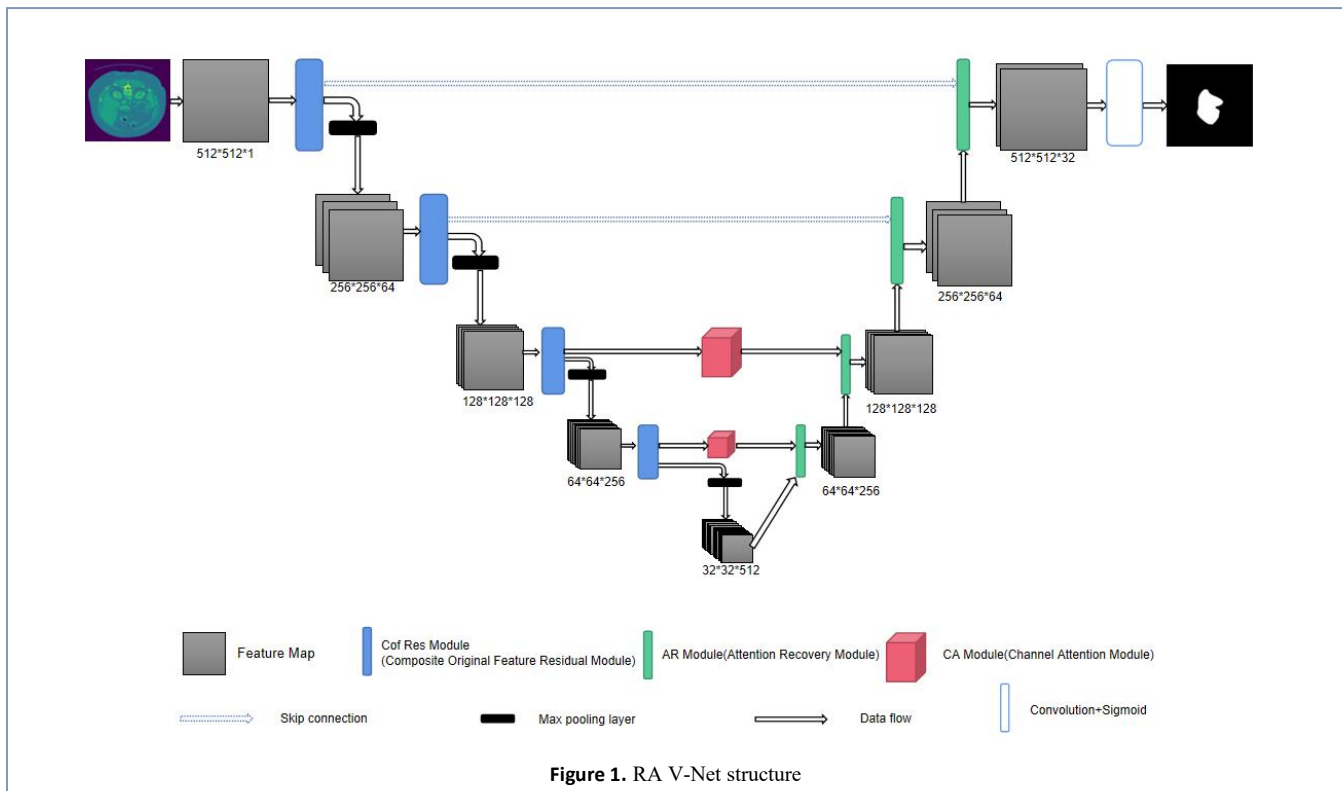 512*512*1
512*512*32
256*256*64
256*256*64
128*128*128
128*128*128
64*64*256
64*64*256
32*32*512
Feature Map
Cof Res Module
(Composite Original Feature Residual Module)
AR Module(Attention Recovery Module)
CA Module(Channel Attention Module)
Skip connection
Max pooling layer
Data flow
Convolution+Sigmoid
Figure 1. RA V-Net structure